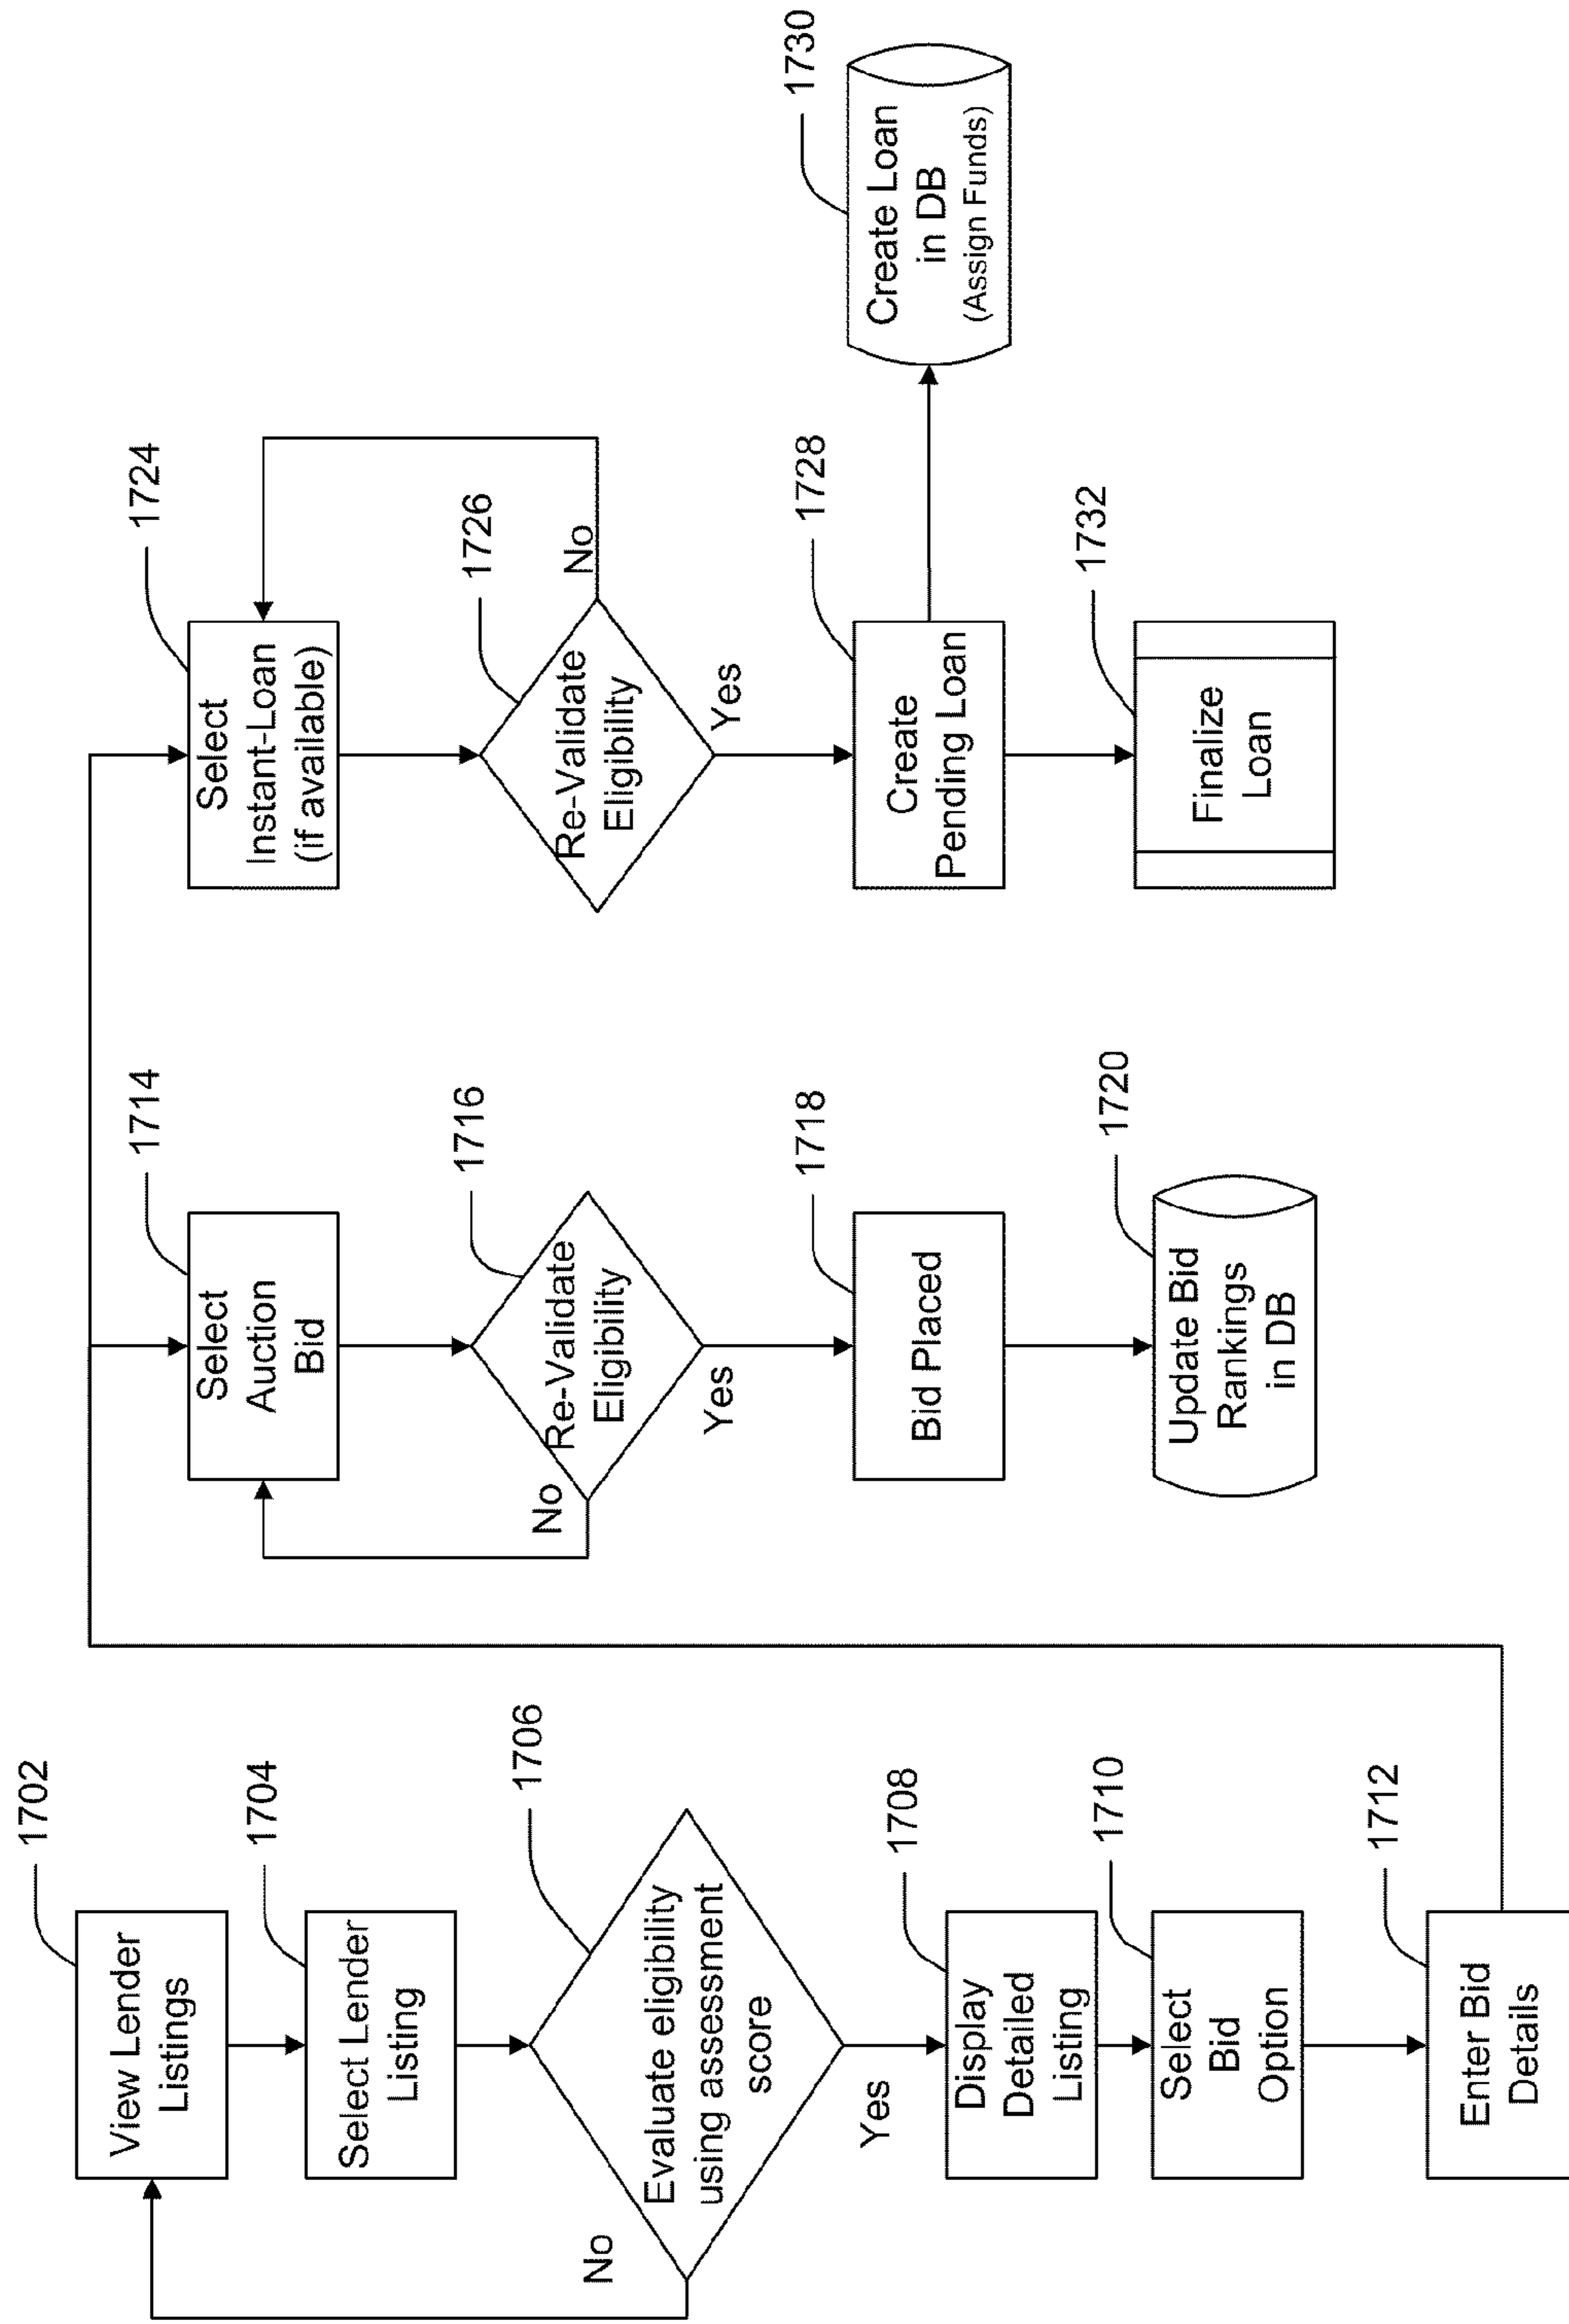 1702
View Lender
Listings
1704
Select Lender
Listing
1706
Evaluate eligibility
using assessment
score
No
Yes
1708
Display
Detailed
Listing
1710
Select
Bid
Option
1712
Enter Bid
Details
1714
Select
Auction
Bid
1716
Re-Validate
Eligibility
No
Yes
1718
Bid Placed
1720
Update Bid
Rankings
in DB
1724
Select
Instant-Loan
(if available)
1726
Re-Validate
Eligibility
No
Yes
1728
Create
Pending Loan
1730
Create Loan
in DB
(Assign Funds)
1732
Finalize
Loan